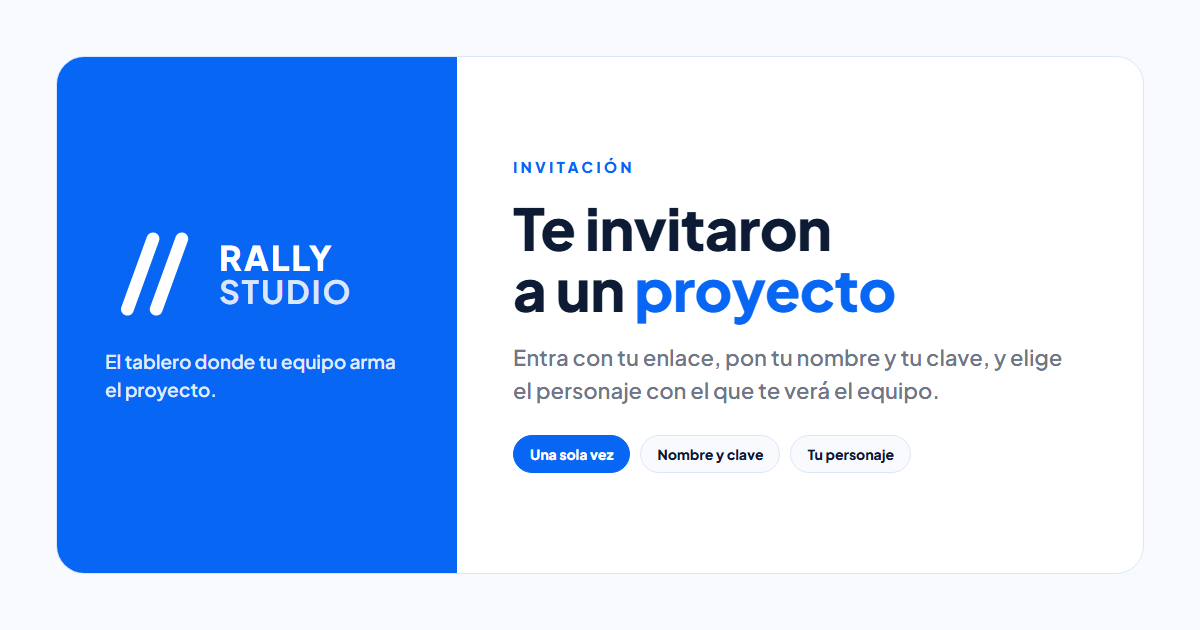 RALLY
STUDIO
El tablero donde tu equipo arma
el proyecto.
INVITACIÓN
Te invitaron
a un proyecto
Entra con tu enlace, pon tu nombre y tu clave, y elige
el personaje con el que te verá el equipo.
Una sola vez
Nombre y clave
Tu personaje